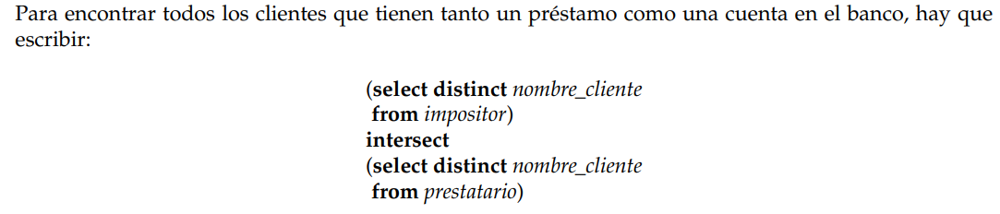 Para encontrar todos los clientes que tienen tanto un préstamo como una cuenta en el banco, hay que
escribir:
(select distinct nombre_cliente
from impositor)
intersect
(select distinct nombre_cliente
from prestatario)